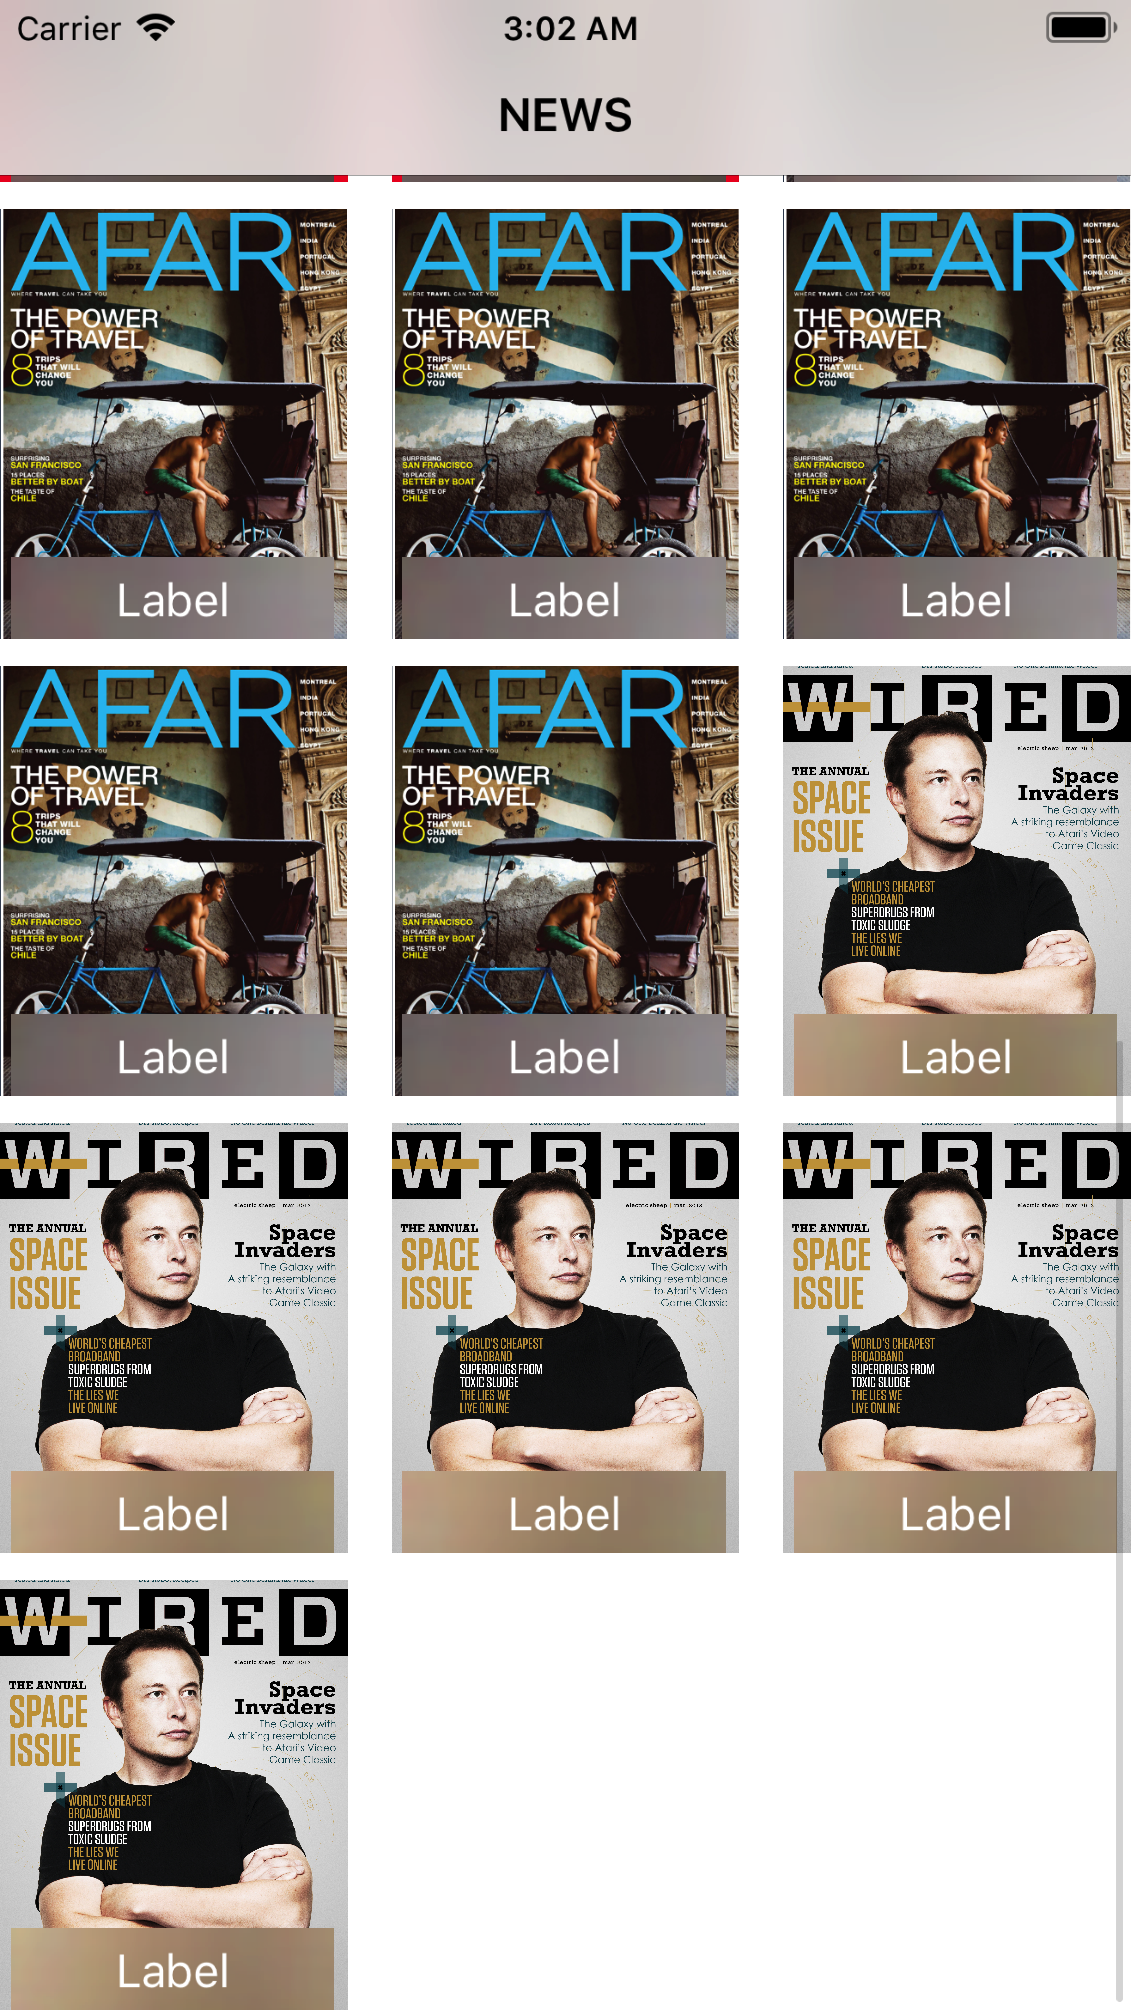 Carrier
3:02 AM
NEWS
AFAR
MONTREAL
INDIA
PORTUGAL
HONG KONG
EGYPT
WHERE TRAVEL CAN TAKE YOU
THE POWER
OF TRAVEL
8 TRIPS
THAT WILL
CHANGE
YOU
SURPRISING
SAN FRANCISCO
15 PLACES
BETTER BY BOAT
THE TASTE OF
CHILE
Label
AFAR
MONTREAL
INDIA
PORTUGAL
HONG KONG
EGYPT
WHERE TRAVEL CAN TAKE YOU
THE POWER
OF TRAVEL
8 TRIPS
THAT WILL
CHANGE
YOU
SURPRISING
SAN FRANCISCO
15 PLACES
BETTER BY BOAT
THE TASTE OF
CHILE
Label
AFAR
MONTREAL
INDIA
PORTUGAL
HONG KONG
EGYPT
WHERE TRAVEL CAN TAKE YOU
THE POWER
OF TRAVEL
8 TRIPS
THAT WILL
CHANGE
YOU
SURPRISING
SAN FRANCISCO
15 PLACES
BETTER BY BOAT
THE TASTE OF
CHILE
Label
AFAR
MONTREAL
INDIA
PORTUGAL
HONG KONG
EGYPT
WHERE TRAVEL CAN TAKE YOU
THE POWER
OF TRAVEL
8 TRIPS
THAT WILL
CHANGE
YOU
SURPRISING
SAN FRANCISCO
15 PLACES
BETTER BY BOAT
THE TASTE OF
CHILE
Label
AFAR
MONTREAL
INDIA
PORTUGAL
HONG KONG
EGYPT
WHERE TRAVEL CAN TAKE YOU
THE POWER
OF TRAVEL
8 TRIPS
THAT WILL
CHANGE
YOU
SURPRISING
SAN FRANCISCO
15 PLACES
BETTER BY BOAT
THE TASTE OF
CHILE
Label
WIRED
electric sheep
THE ANNUAL
SPACE
ISSUE
Space
Invaders
The Galaxy with
A striking resemblance
to Atari's Video
Game Classic
WORLD'S CHEAPEST
BROADBAND
SUPERDRUGS FROM
TOXIC SLUDGE
THE LIES WE
LIVE ONLINE
Label
WIRED
electric sheep
THE ANNUAL
SPACE
ISSUE
Space
Invaders
The Galaxy with
A striking resemblance
to Atari's Video
Game Classic
WORLD'S CHEAPEST
BROADBAND
SUPERDRUGS FROM
TOXIC SLUDGE
THE LIES WE
LIVE ONLINE
Label
WIRED
electric sheep
THE ANNUAL
SPACE
ISSUE
Space
Invaders
The Galaxy with
A striking resemblance
to Atari's Video
Game Classic
WORLD'S CHEAPEST
BROADBAND
SUPERDRUGS FROM
TOXIC SLUDGE
THE LIES WE
LIVE ONLINE
Label
WIRED
electric sheep
THE ANNUAL
SPACE
ISSUE
Space
Invaders
The Galaxy with
A striking resemblance
to Atari's Video
Game Classic
WORLD'S CHEAPEST
BROADBAND
SUPERDRUGS FROM
TOXIC SLUDGE
THE LIES WE
LIVE ONLINE
Label
WIRED
electric sheep
THE ANNUAL
SPACE
ISSUE
Space
Invaders
The Galaxy with
A striking resemblance
to Atari's Video
Game Classic
WORLD'S CHEAPEST
BROADBAND
SUPERDRUGS FROM
TOXIC SLUDGE
THE LIES WE
LIVE ONLINE
Label